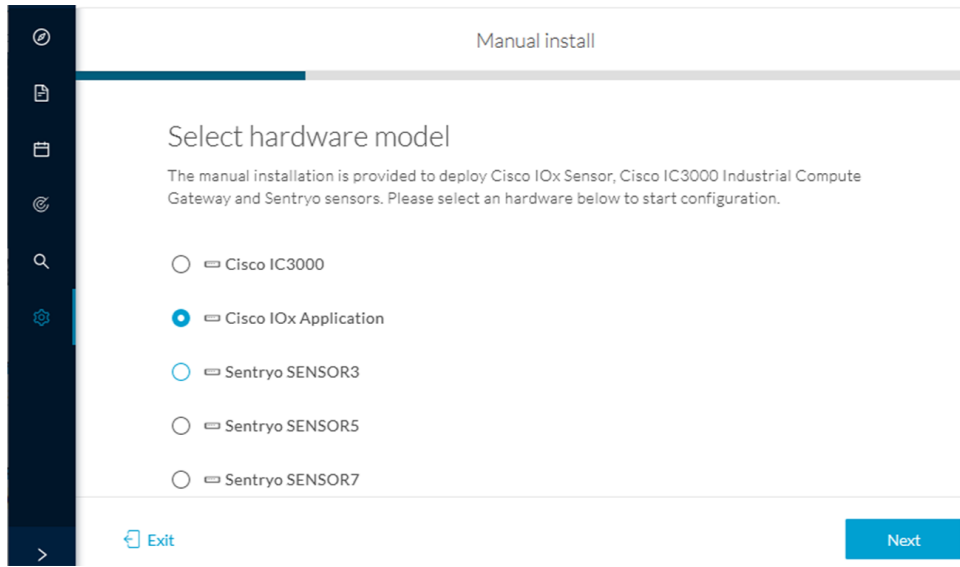 Manual install
Select hardware model
The manual installation is provided to deploy Cisco IOx Sensor, Cisco IC3000 Industrial Compute
Gateway and Sentryo sensors. Please select an hardware below to start configuration.
Cisco IC3000
Cisco IOx Application
Sentryo SENSOR3
Sentryo SENSOR5
Sentryo SENSOR7
Exit
Next